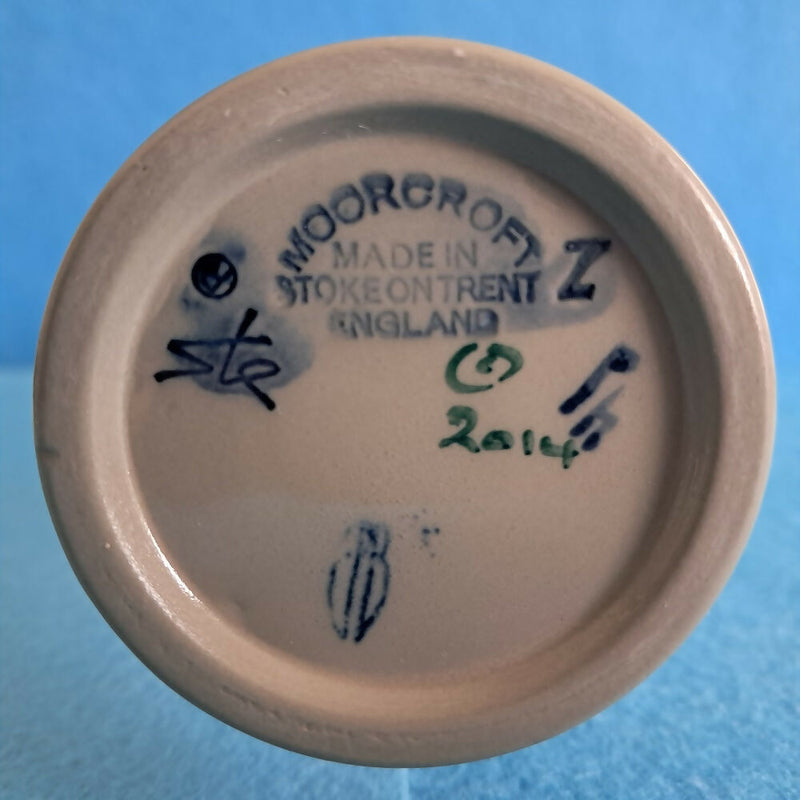 MOORCROFT
MADE IN
STOKE ON TRENT
ENGLAND
Z
2014